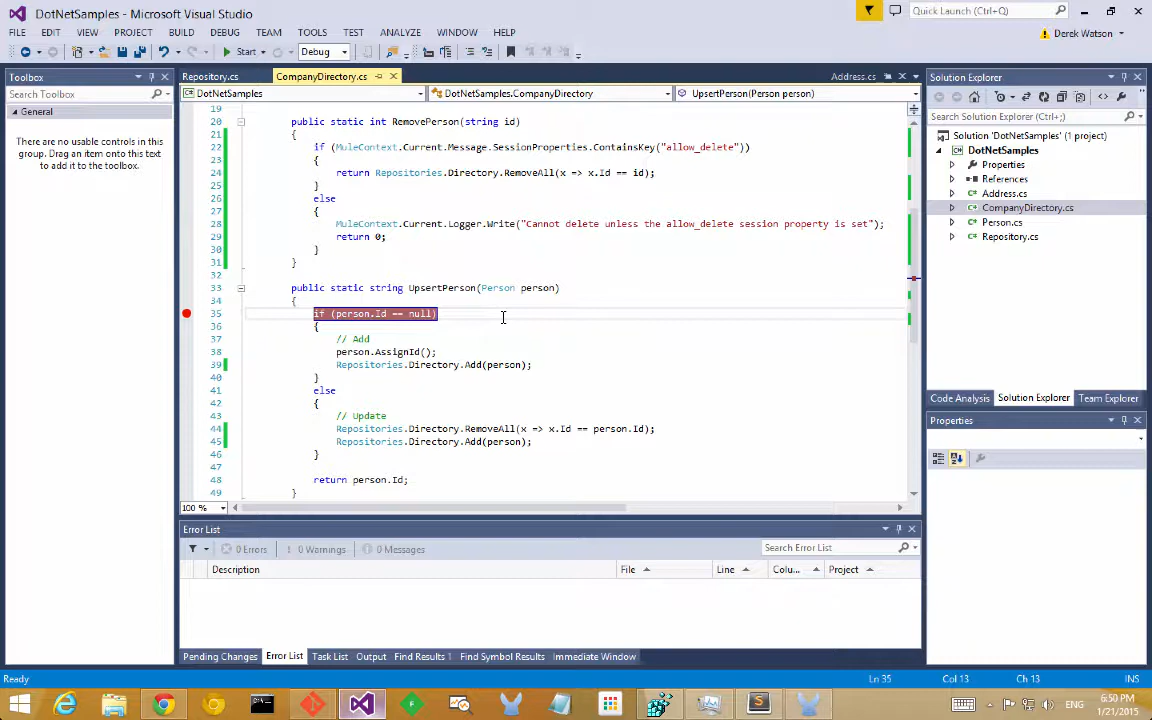 DotNetSamples - Microsoft Visual Studio
Quick Launch (Ctrl+Q)
FILE EDIT VIEW PROJECT BUILD DEBUG TEAM TOOLS TEST ANALYZE WINDOW HELP
Derek Watson
Start Debug
Toolbox
Search Toolbox
General
There are no usable controls in this
group. Drag an item onto this text
to add it to the toolbox.
Repository.cs CompanyDirectory.cs Address.cs
DotNetSamples DotNetSamples.CompanyDirectory UpsertPerson(Person person)
19
20 public static int RemovePerson(string id)
21 {
22 if (MuleContext.Current.Message.SessionProperties.ContainsKey("allow_delete"))
23 {
24 return Repositories.Directory.RemoveAll(x => x.Id == id);
25 }
26 else
27 {
28 MuleContext.Current.Logger.Write("Cannot delete unless the allow_delete session property is set");
29 return 0;
30 }
31 }
32
33 public static string UpsertPerson(Person person)
34 {
35 if (person.Id == null)
36 {
37 // Add
38 person.AssignId();
39 Repositories.Directory.Add(person);
40 }
41 else
42 {
43 // Update
44 Repositories.Directory.RemoveAll(x => x.Id == person.Id);
45 Repositories.Directory.Add(person);
46 }
47
48 return person.Id;
49 }
100 %
Solution Explorer
Search Solution Explorer (Ctrl+;)
Solution 'DotNetSamples' (1 project)
DotNetSamples
Properties
References
Address.cs
CompanyDirectory.cs
Person.cs
Repository.cs
Code Analysis Solution Explorer Team Explorer
Properties
Error List
0 Errors 0 Warnings 0 Messages
Search Error List
Description File Line Colu... Project
Pending Changes Error List Task List Output Find Results 1 Find Symbol Results Immediate Window
Ready Ln 35 Col 13 Ch 13 INS
ENG
6:50 PM
1/21/2015